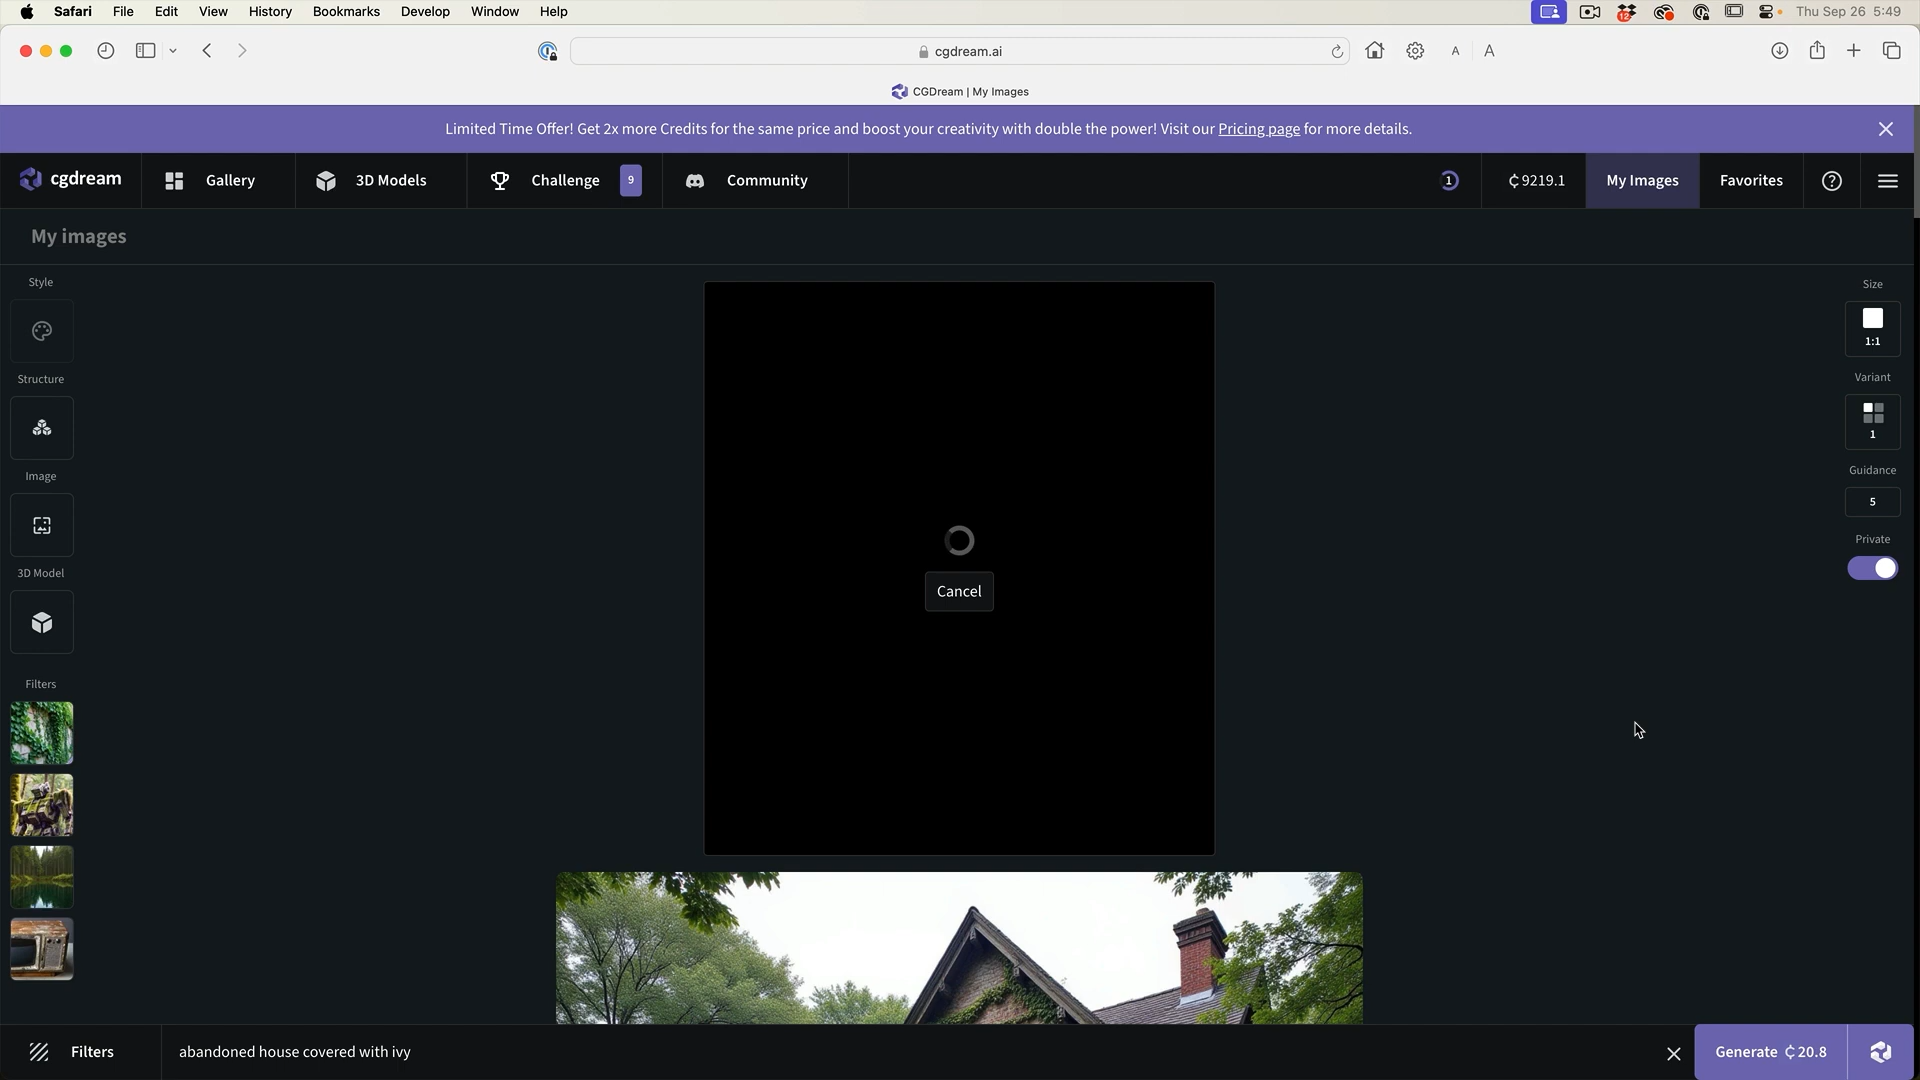 Safari File Edit View History Bookmarks Develop Window Help 12 Thu Sep 26 5:49
cgdream.ai A A
CGDream | My Images
Limited Time Offer! Get 2x more Credits for the same price and boost your creativity with double the power! Visit our Pricing page for more details.
cgdream Gallery 3D Models Challenge 9 Community 1 ₵9219.1 My Images Favorites ?
My images
Style
Size
1:1
Structure
Variant
1
Image
Guidance
5
Private
3D Model
Cancel
Filters
Filters abandoned house covered with ivy Generate ₵20.8